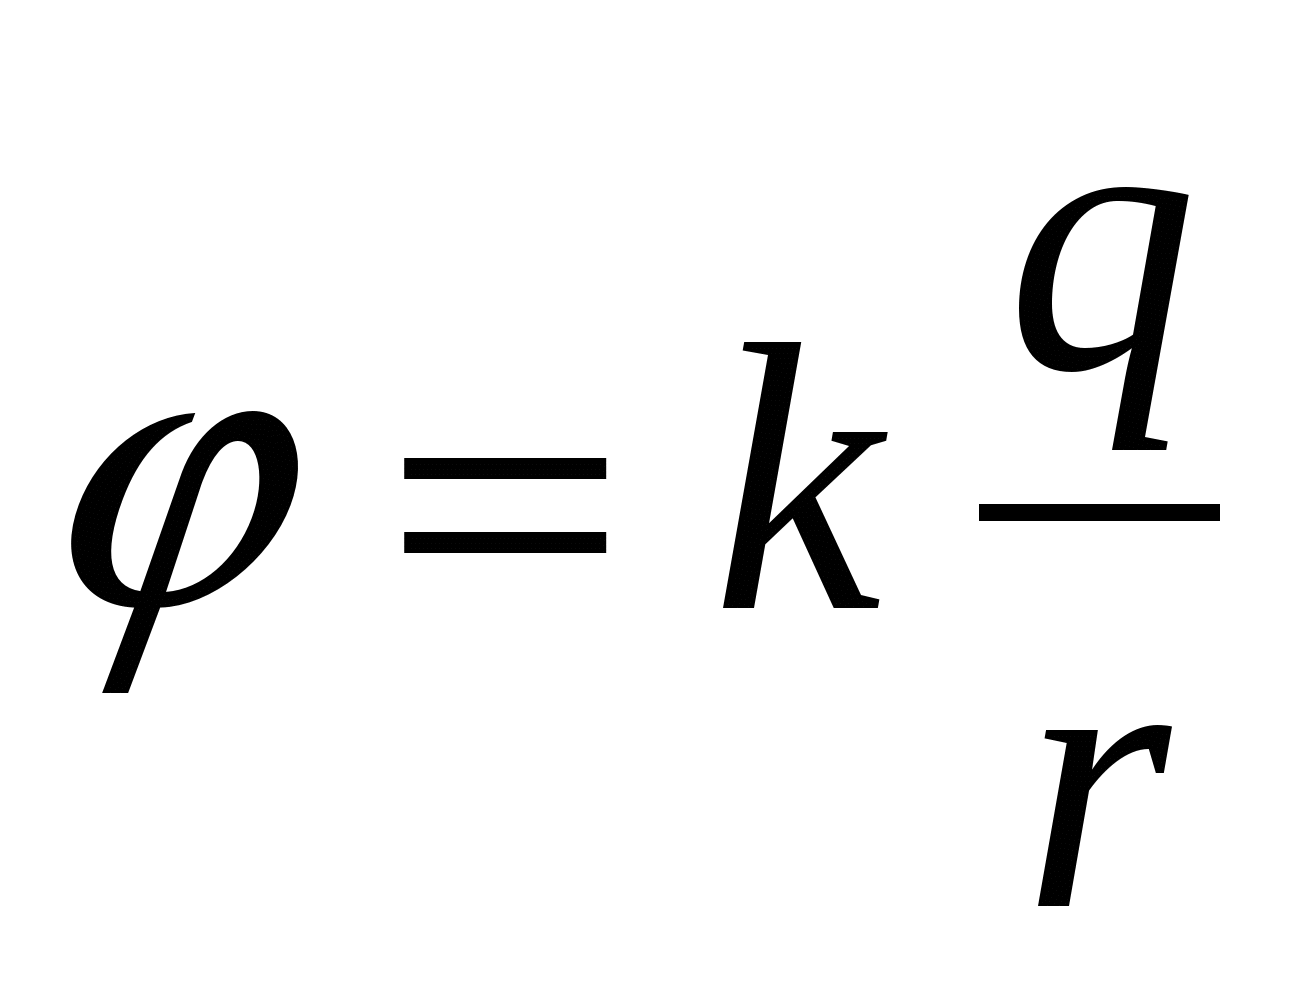 φ = k q/r